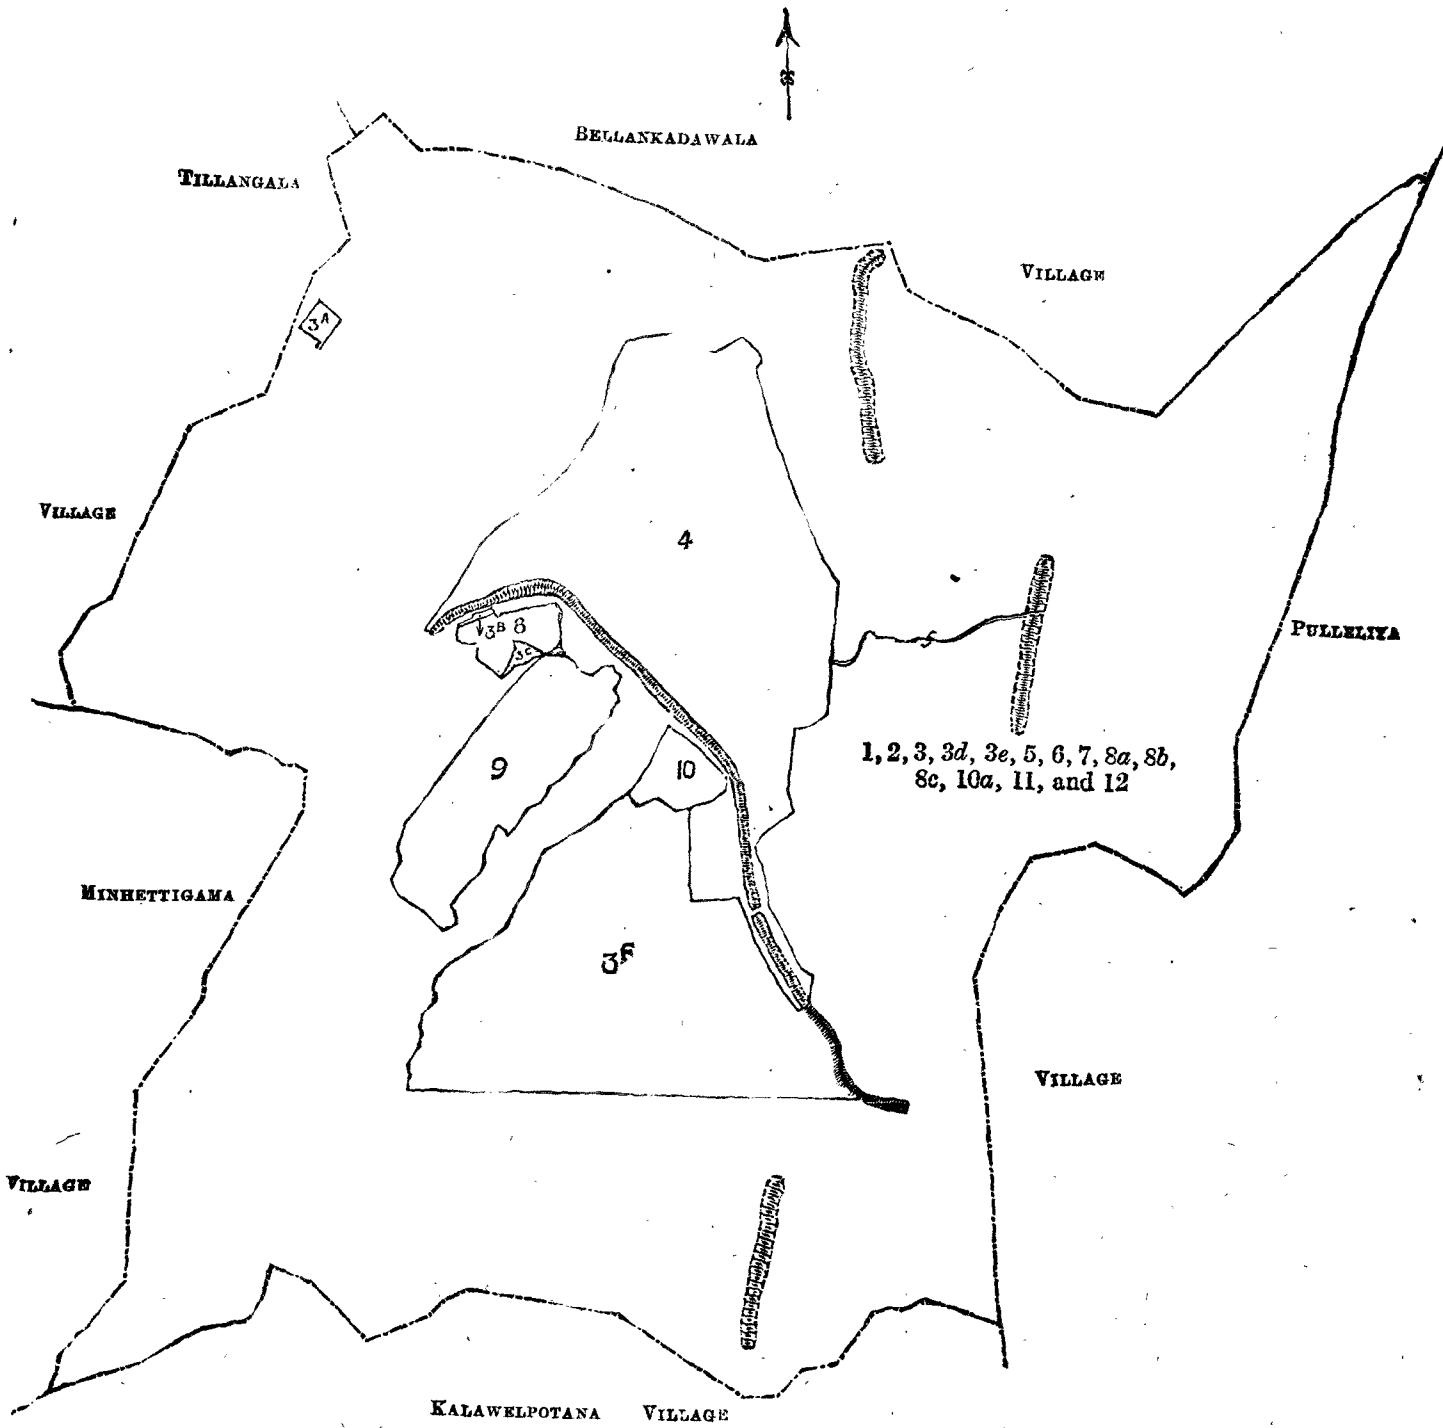 BELLANKADAWALA
TILLANGALA
VILLAGE
3A
VILLAGE
4
3B 8
3C
PULLELIYA
1, 2, 3, 3d, 3e, 5, 6, 7, 8a, 8b,
8c, 10a, 11, and 12
9
10
MINHETTIGAMA
3F
VILLAGE
VILLAGE
KALAWELPOTANA VILLAGE